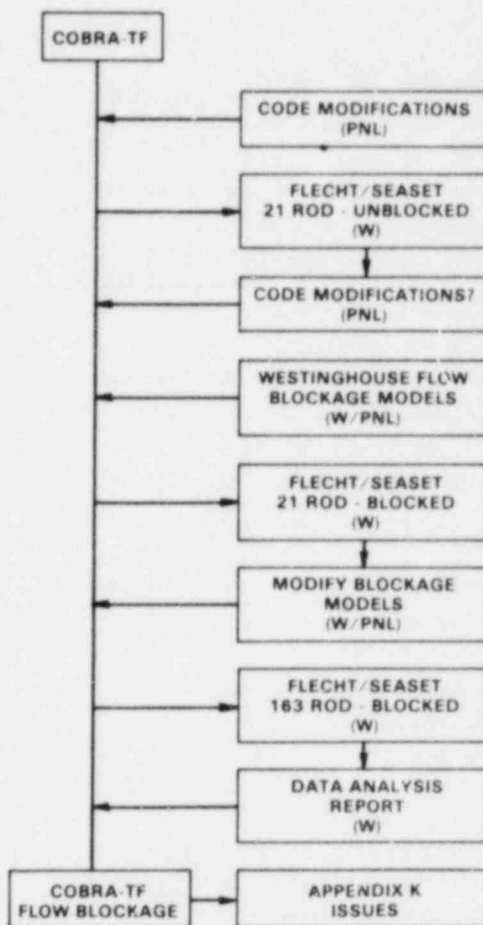 COBRA-TF
CODE MODIFICATIONS
(PNL)
FLECHT/SEASET
21 ROD - UNBLOCKED
(W)
CODE MODIFICATIONS?
(PNL)
WESTINGHOUSE FLOW
BLOCKAGE MODELS
(W/PNL)
FLECHT/SEASET
21 ROD - BLOCKED
(W)
MODIFY BLOCKAGE
MODELS
(W/PNL)
FLECHT/SEASET
163 ROD - BLOCKED
(W)
DATA ANALYSIS
REPORT
(W)
COBRA-TF
FLOW BLOCKAGE
APPENDIX K
ISSUES